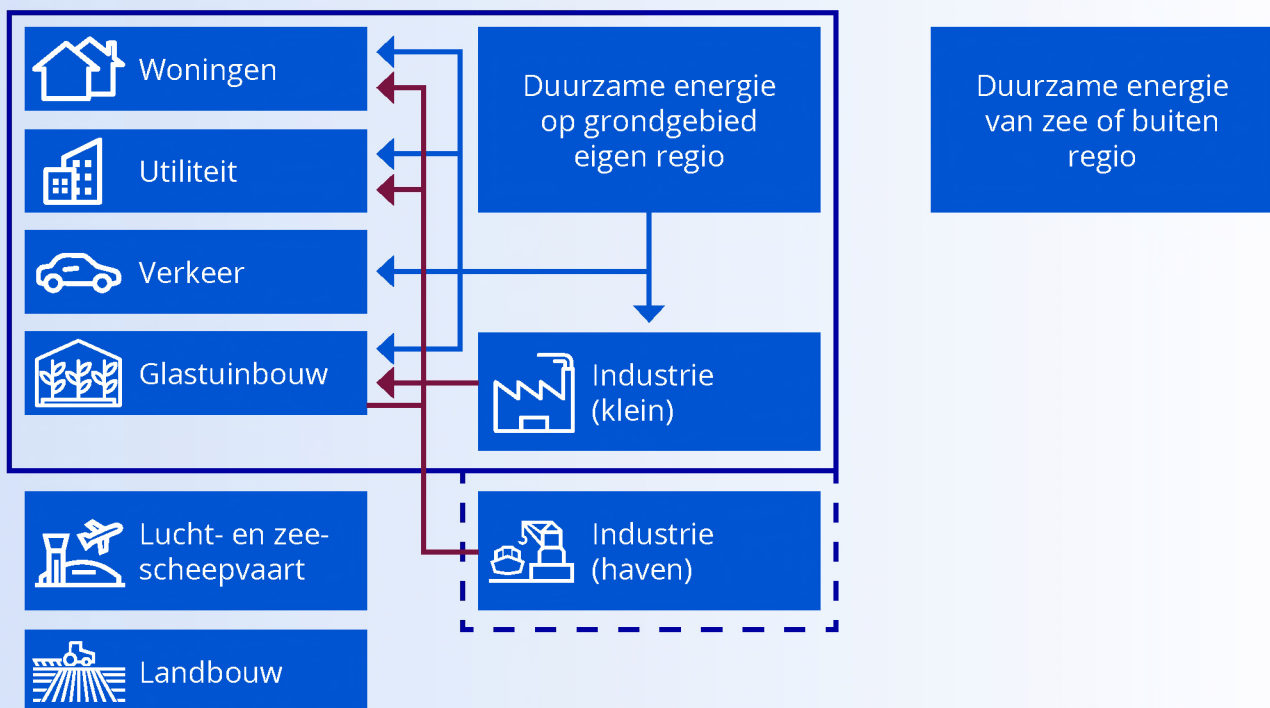 Woningen
Utiliteit
Verkeer
Glastuinbouw
Duurzame energie
op grondgebied
eigen regio
Industrie
(klein)
Duurzame energie
van zee of buiten
regio
Lucht- en zee-
scheepvaart
Industrie
(haven)
Landbouw